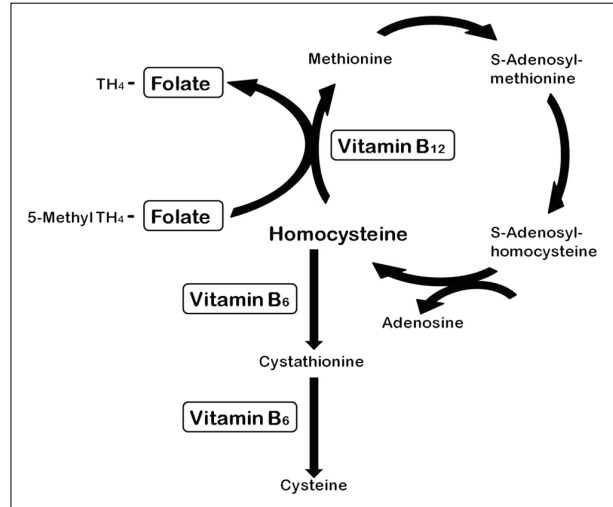 Methionine
S-Adenosyl-
methionine
TH4 - Folate
Vitamin B12
5-Methyl TH4 - Folate
Homocysteine
S-Adenosyl-
homocysteine
Vitamin B6
Adenosine
Cystathionine
Vitamin B6
Cysteine